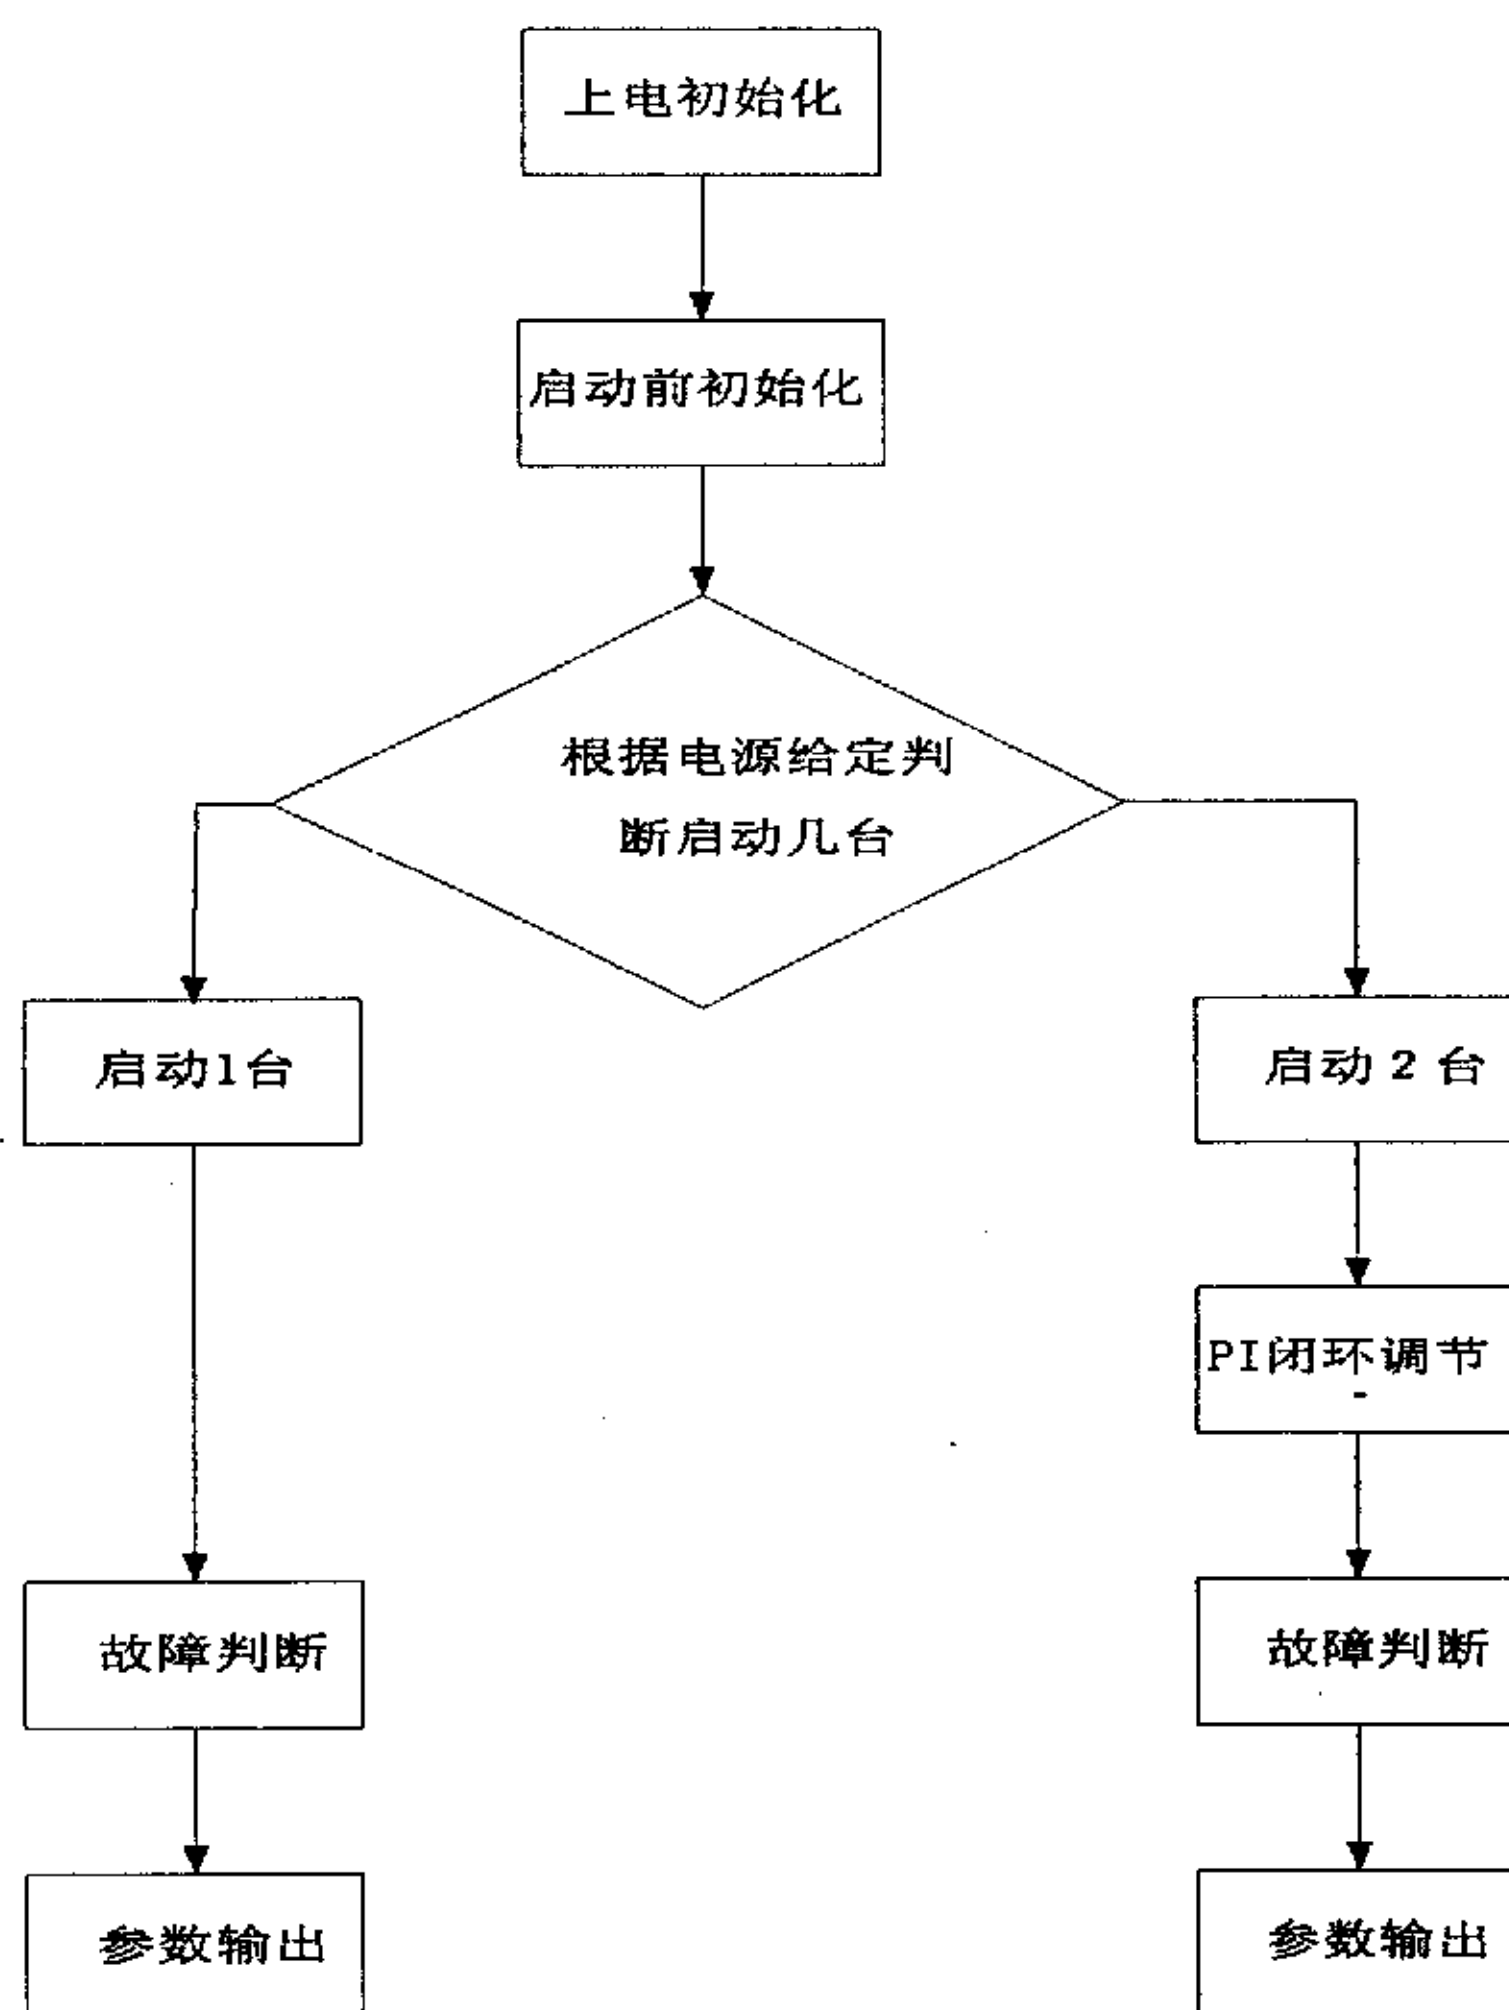 上电初始化
启动前初始化
根据电源给定判
断启动几台
启动1台
启动2台
PI闭环调节
故障判断
故障判断
参数输出
参数输出